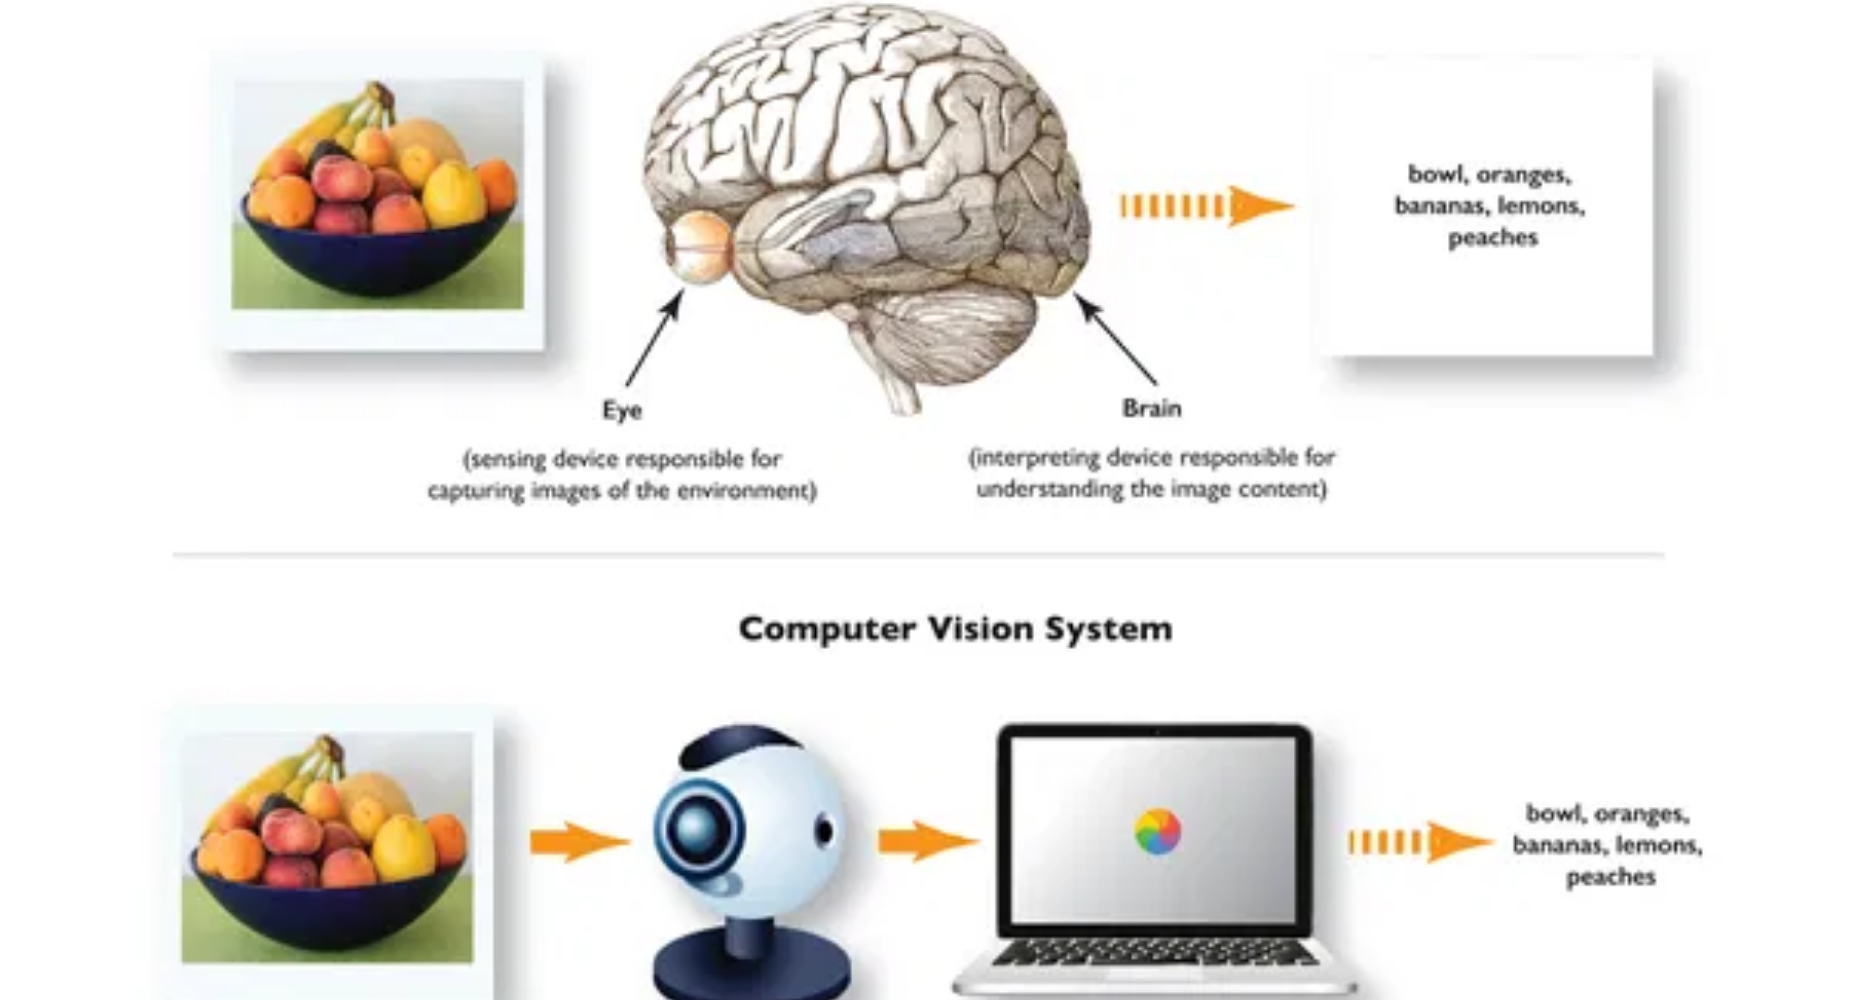 bowl, oranges,
bananas, lemons,
peaches
Eye
Brain
(sensing device responsible for
capturing images of the environment)
(interpreting device responsible for
understanding the image content)
Computer Vision System
bowl, oranges,
bananas, lemons,
peaches